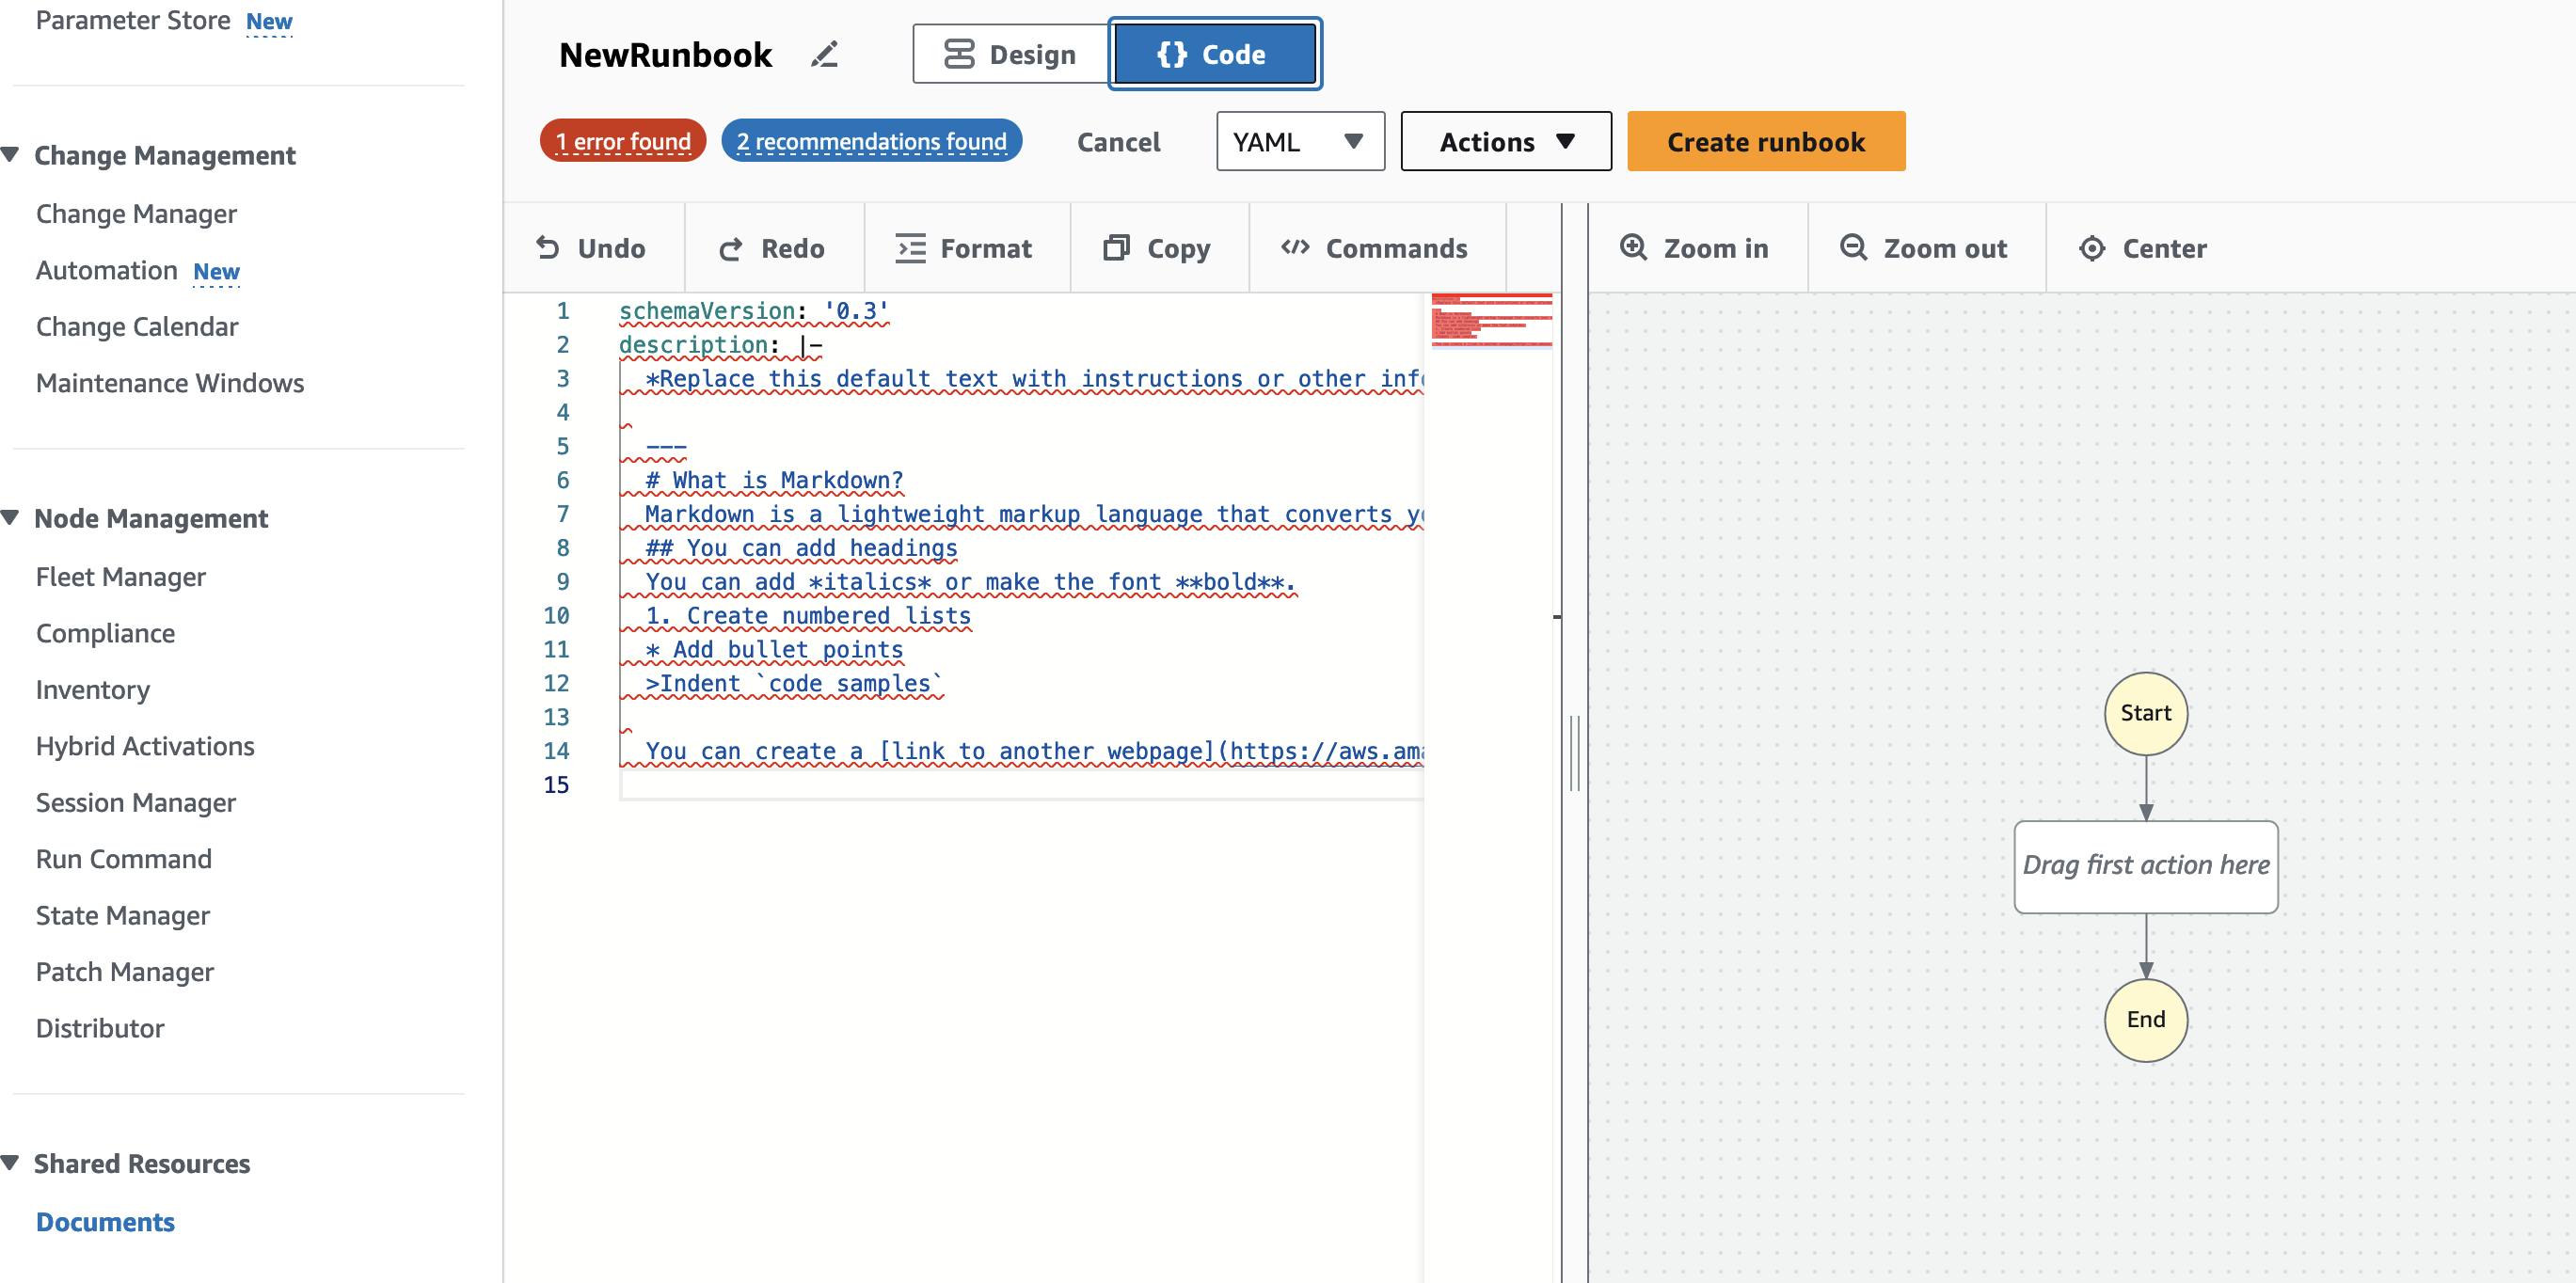 Parameter Store New
Change Management
Change Manager
Automation New
Change Calendar
Maintenance Windows
Node Management
Fleet Manager
Compliance
Inventory
Hybrid Activations
Session Manager
Run Command
State Manager
Patch Manager
Distributor
Shared Resources
Documents
NewRunbook
Design
{} Code
1 error found
2 recommendations found
Cancel
YAML
Actions
Create runbook
Undo
Redo
Format
Copy
Commands
Zoom in
Zoom out
Center
1 schemaVersion: '0.3'
2 description: |-
3 *Replace this default text with instructions or other inf
4
5 ---
6 # What is Markdown?
7 Markdown is a lightweight markup language that converts y
8 ## You can add headings
9 You can add *italics* or make the font **bold**.
10 1. Create numbered lists
11 * Add bullet points
12 >Indent `code samples`
13
14 You can create a [link to another webpage](https://aws.ama
15
Start
Drag first action here
End